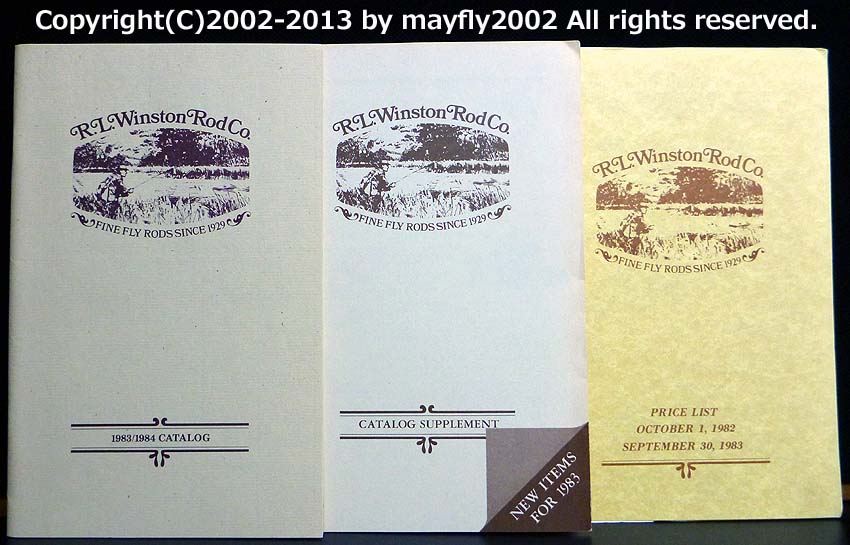 Copyright(C)2002-2013 by mayfly2002 All rights reserved.
R.L. Winston Rod Co.
FINE FLY RODS SINCE 1929
1983/1984 CATALOG
R.L. Winston Rod Co.
FINE FLY RODS SINCE 1929
CATALOG SUPPLEMENT
NEW ITEMS
FOR 1983
R.L. Winston Rod Co.
FINE FLY RODS SINCE 1929
PRICE LIST
OCTOBER 1, 1982
SEPTEMBER 30, 1983